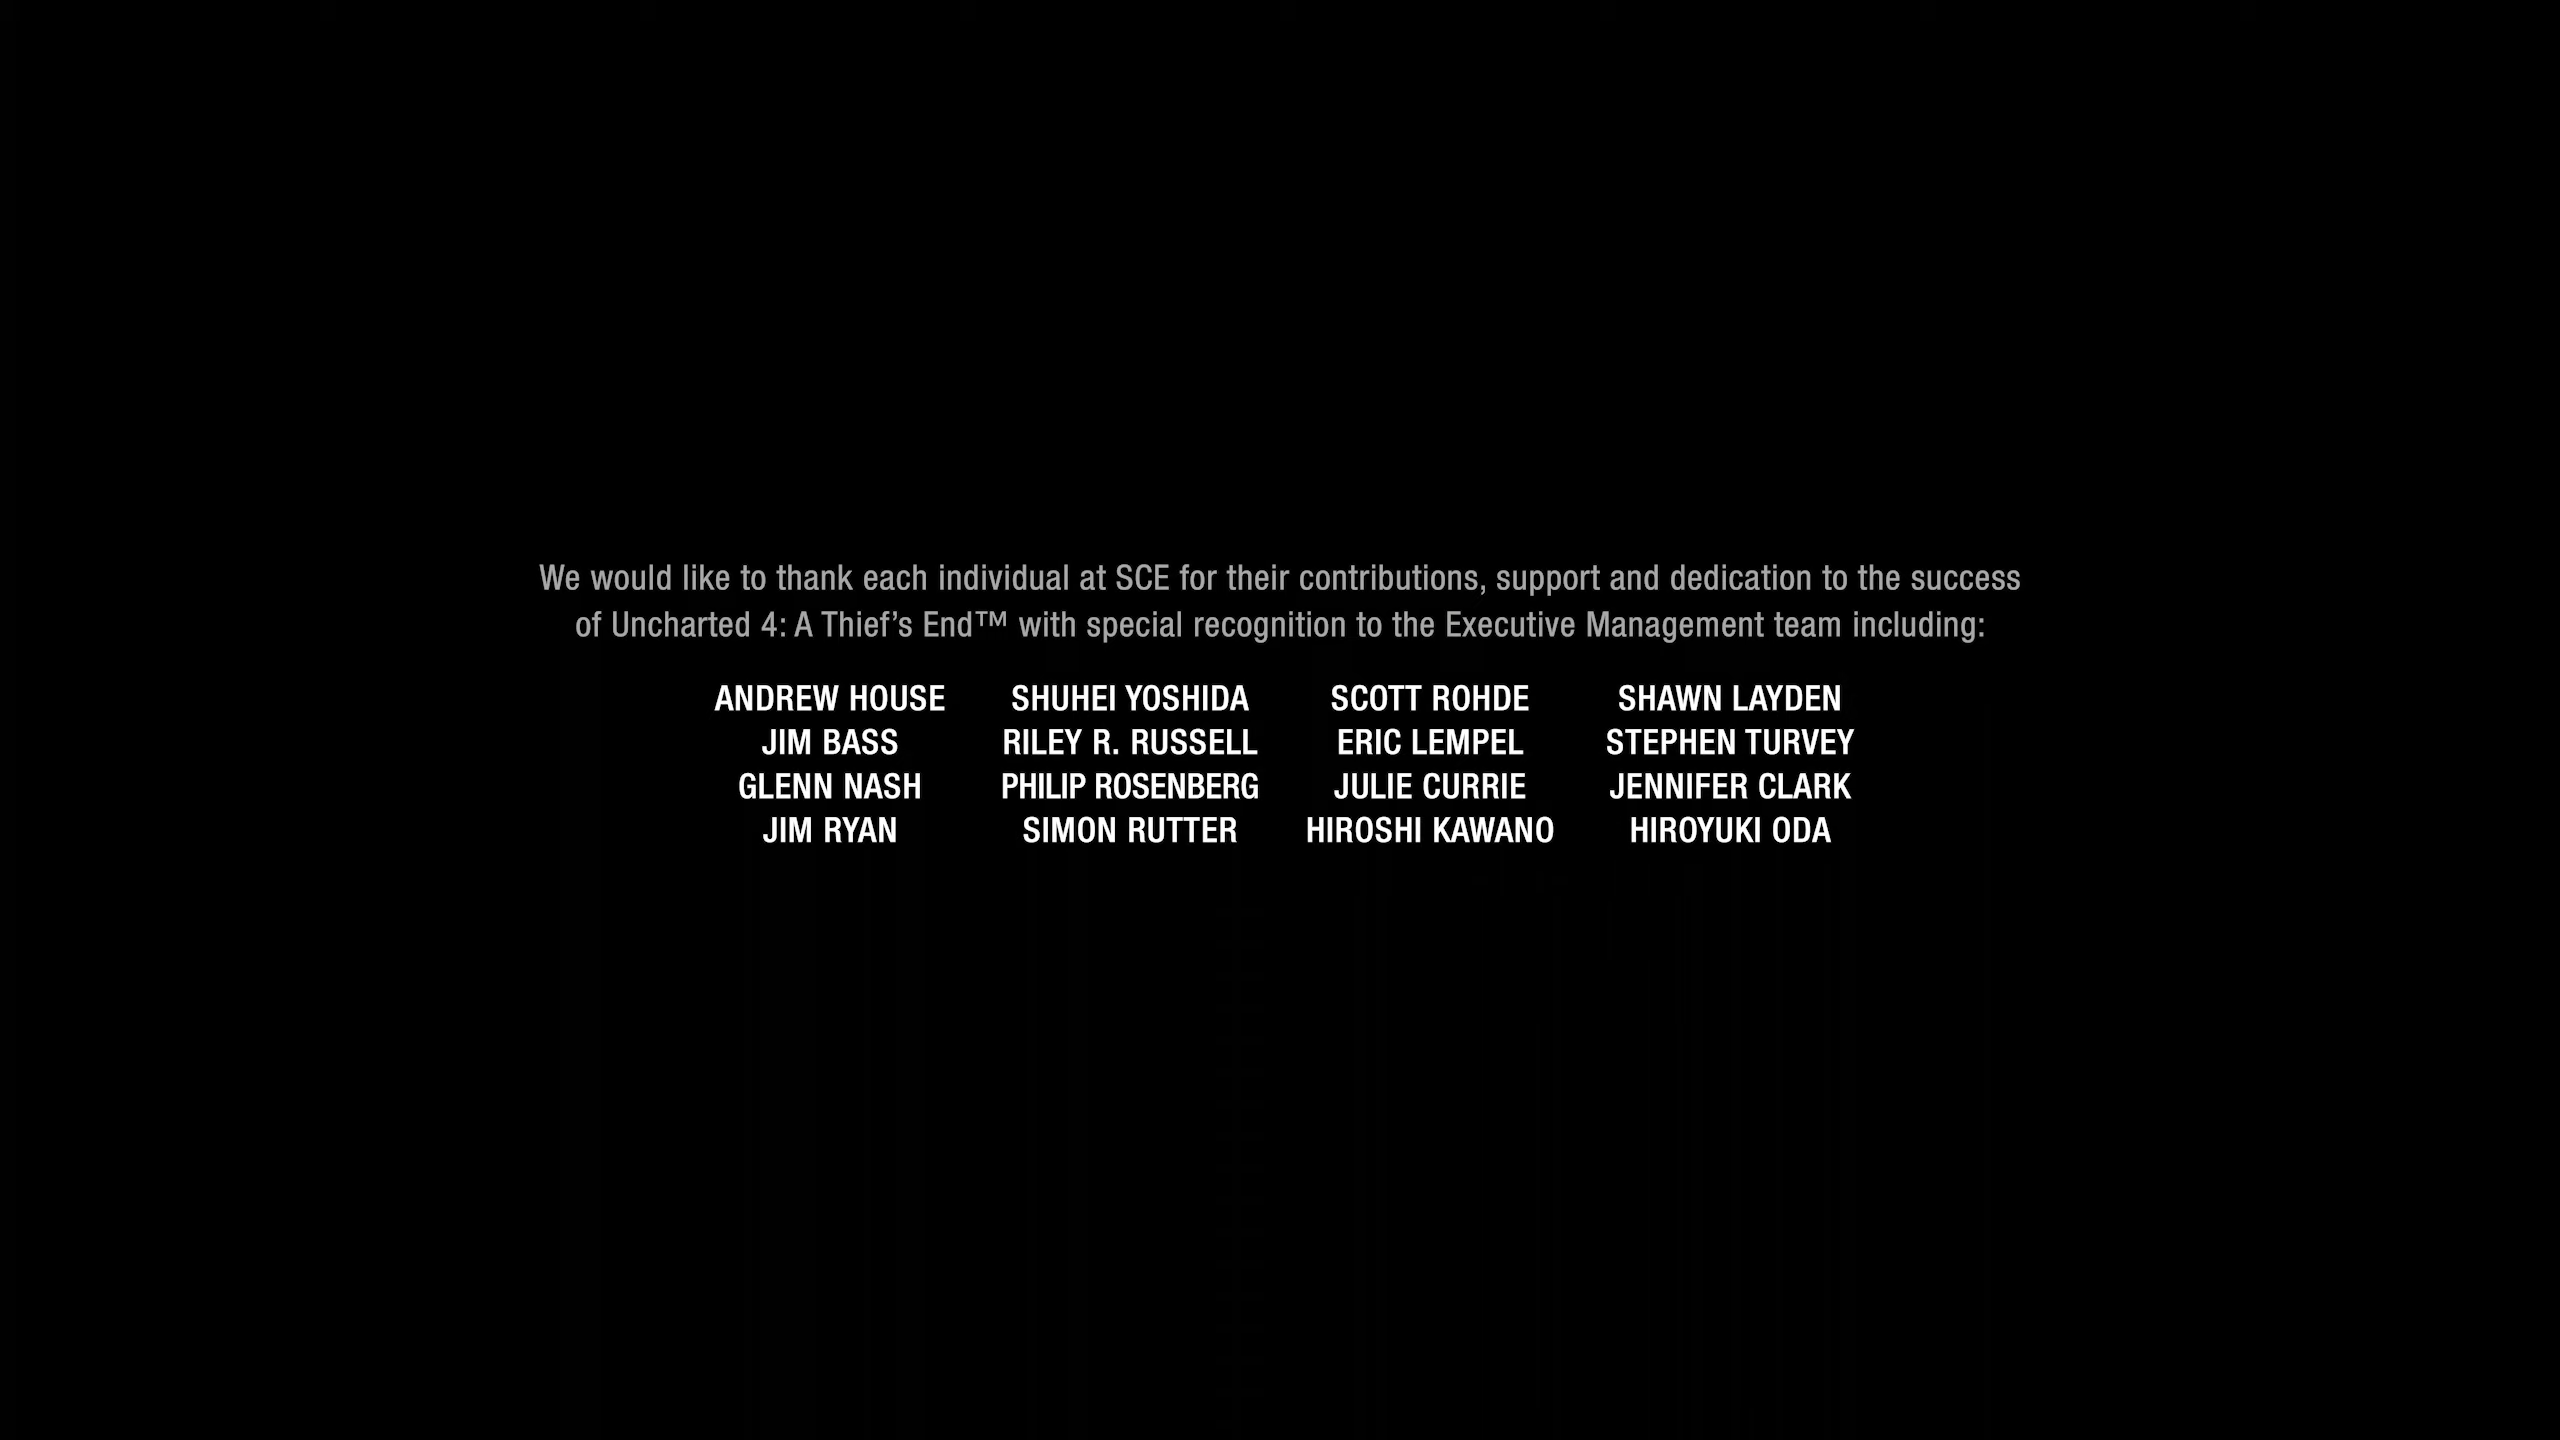 We would like to thank each individual at SCE for their contributions, support and dedication to the success
of Uncharted 4: A Thief’s End™ with special recognition to the Executive Management team including:
ANDREW HOUSE SHUHEI YOSHIDA SCOTT ROHDE SHAWN LAYDEN
JIM BASS RILEY R. RUSSELL ERIC LEMPEL STEPHEN TURVEY
GLENN NASH PHILIP ROSENBERG JULIE CURRIE JENNIFER CLARK
JIM RYAN SIMON RUTTER HIROSHI KAWANO HIROYUKI ODA